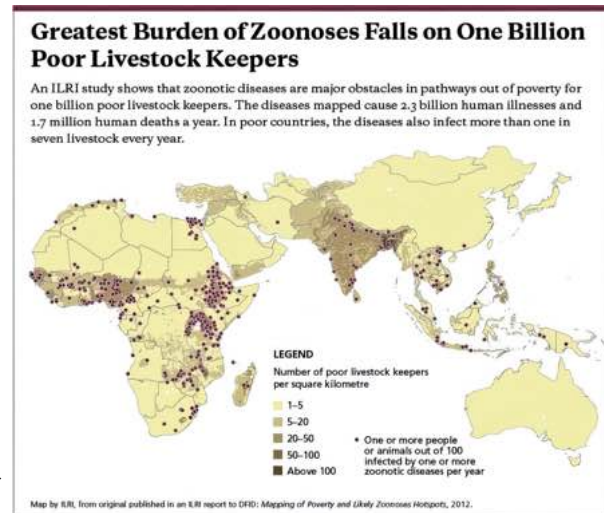 Greatest Burden of Zoonoses Falls on One Billion
Poor Livestock Keepers
An ILRI study shows that zoonotic diseases are major obstacles in pathways out of poverty for
one billion poor livestock keepers. The diseases mapped cause 2.3 billion human illnesses and
1.7 million human deaths a year. In poor countries, the diseases also infect more than one in
seven livestock every year.
LEGEND
Number of poor livestock keepers
per square kilometre
1–5
5–20
20–50
50–100
Above 100
One or more people
or animals out of 100
infected by one or more
zoonotic diseases per year
Map by ILRI, from original published in an ILRI report to DFID: Mapping of Poverty and Likely Zoonoses Hotspots, 2012.